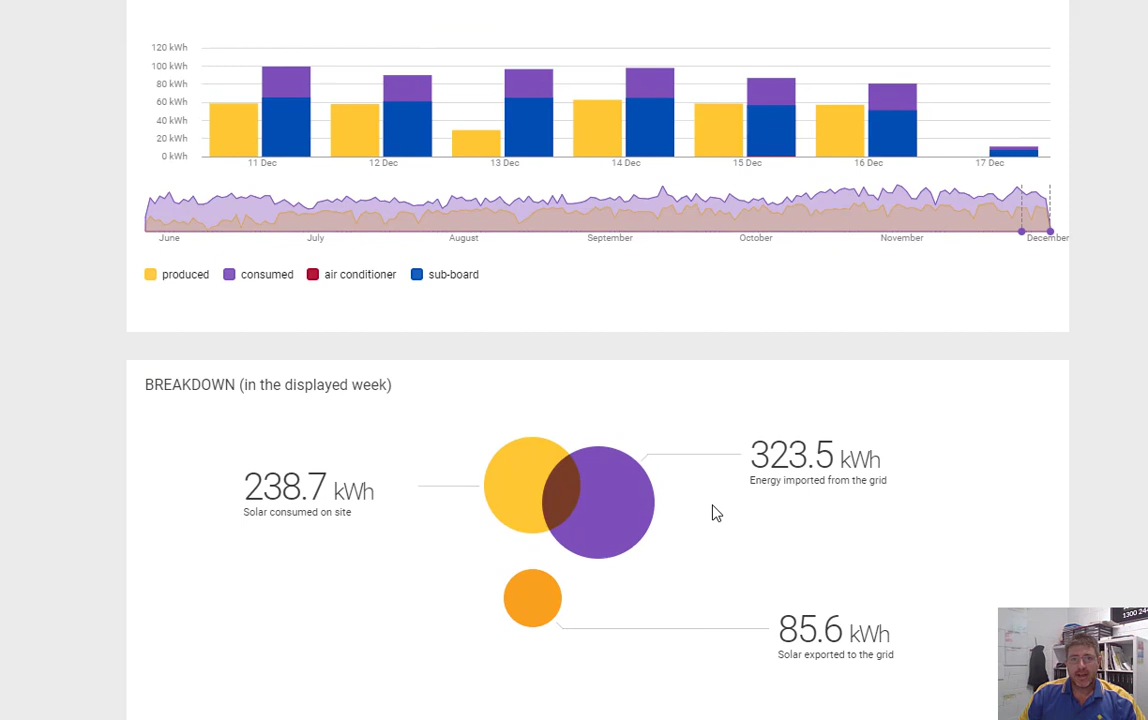 120 kWh
100 kWh
80 kWh
60 kWh
40 kWh
20 kWh
0 kWh
11 Dec 12 Dec 13 Dec 14 Dec 15 Dec 16 Dec 17 Dec
June July August September October November December
produced consumed air conditioner sub-board
BREAKDOWN (in the displayed week)
323.5 kWh
Energy imported from the grid
238.7 kWh
Solar consumed on site
85.6 kWh
Solar exported to the grid